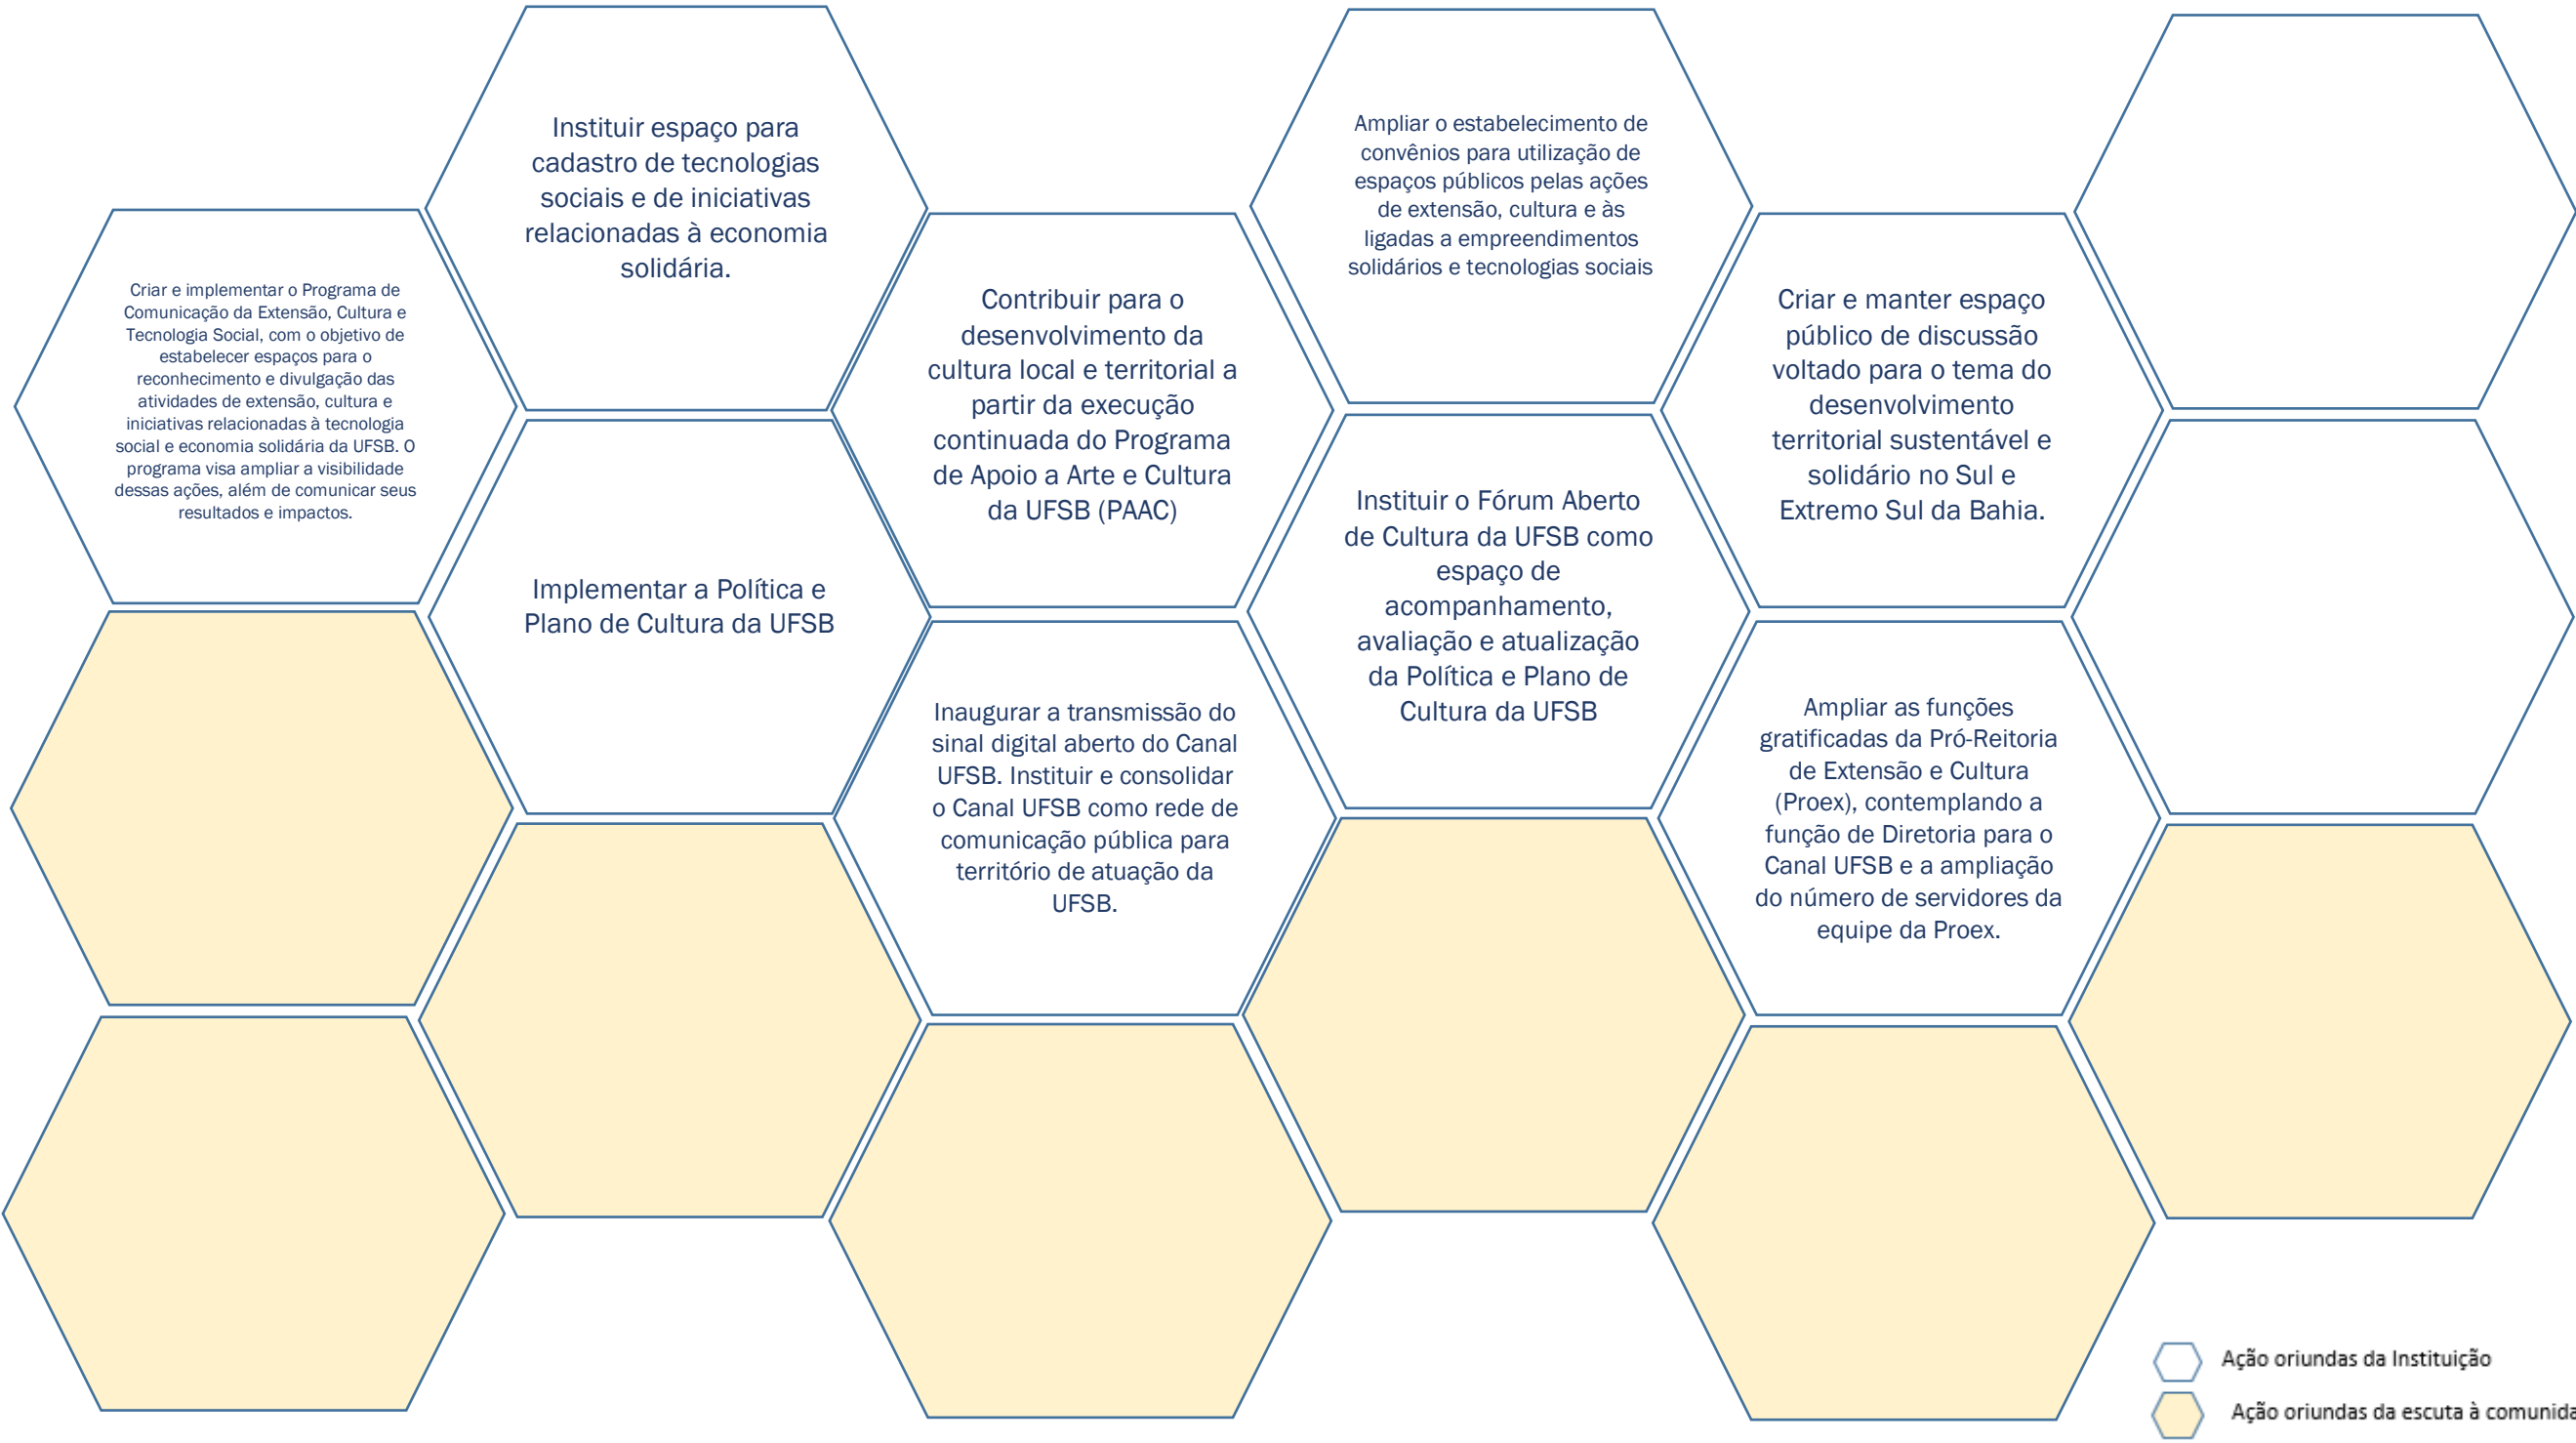 Instituir espaço para
cadastro de tecnologias
sociais e de iniciativas
relacionadas à economia
solidária.
Ampliar o estabelecimento de
convênios para utilização de
espaços públicos pelas ações
de extensão, cultura e às
ligadas a empreendimentos
solidários e tecnologias sociais
Criar e implementar o Programa de
Comunicação da Extensão, Cultura e
Tecnologia Social, com o objetivo de
estabelecer espaços para o
reconhecimento e divulgação das
atividades de extensão, cultura e
iniciativas relacionadas à tecnologia
social e economia solidária da UFSB. O
programa visa ampliar a visibilidade
dessas ações, além de comunicar seus
resultados e impactos.
Contribuir para o
desenvolvimento da
cultura local e territorial a
partir da execução
continuada do Programa
de Apoio a Arte e Cultura
da UFSB (PAAC)
Criar e manter espaço
público de discussão
voltado para o tema do
desenvolvimento
territorial sustentável e
solidário no Sul e
Extremo Sul da Bahia.
Implementar a Política e
Plano de Cultura da UFSB
Instituir o Fórum Aberto
de Cultura da UFSB como
espaço de
acompanhamento,
avaliação e atualização
da Política e Plano de
Cultura da UFSB
Inaugurar a transmissão do
sinal digital aberto do Canal
UFSB. Instituir e consolidar
o Canal UFSB como rede de
comunicação pública para
território de atuação da
UFSB.
Ampliar as funções
gratificadas da Pró-Reitoria
de Extensão e Cultura
(Proex), contemplando a
função de Diretoria para o
Canal UFSB e a ampliação
do número de servidores da
equipe da Proex.
Ação oriundas da Instituição
Ação oriundas da escuta à comunida